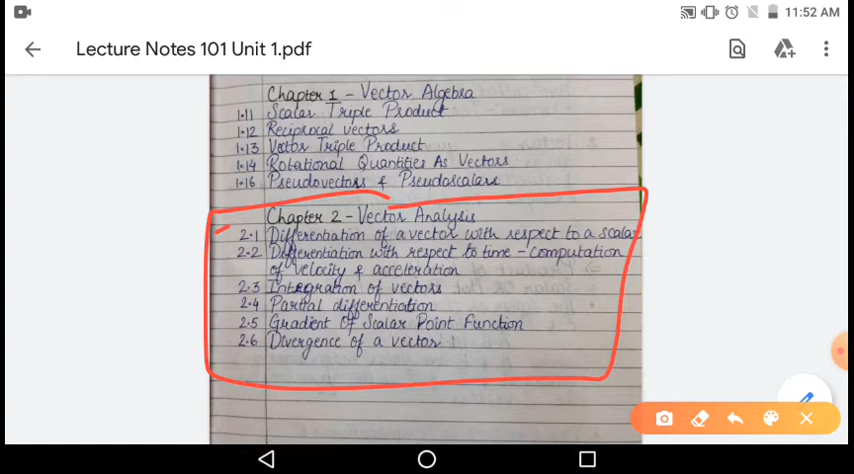 11:52 AM
Lecture Notes 101 Unit 1.pdf
Chapter 1 - Vector Algebra
1.11 Scalar Triple Product
1.12 Reciprocal vectors
1.13 Vector Triple Product
1.14 Rotational Quantities As Vectors
1.16 Pseudovectors & Pseudoscalars
Chapter 2 - Vector Analysis
2.1 Differentiation of a vector with respect to a scalar
2.2 Differentiation with respect to time - computation
of velocity & acceleration
2.3 Integration of vectors
2.4 Partial differentiation
2.5 Gradient Of Scalar Point Function
2.6 Divergence of a vector